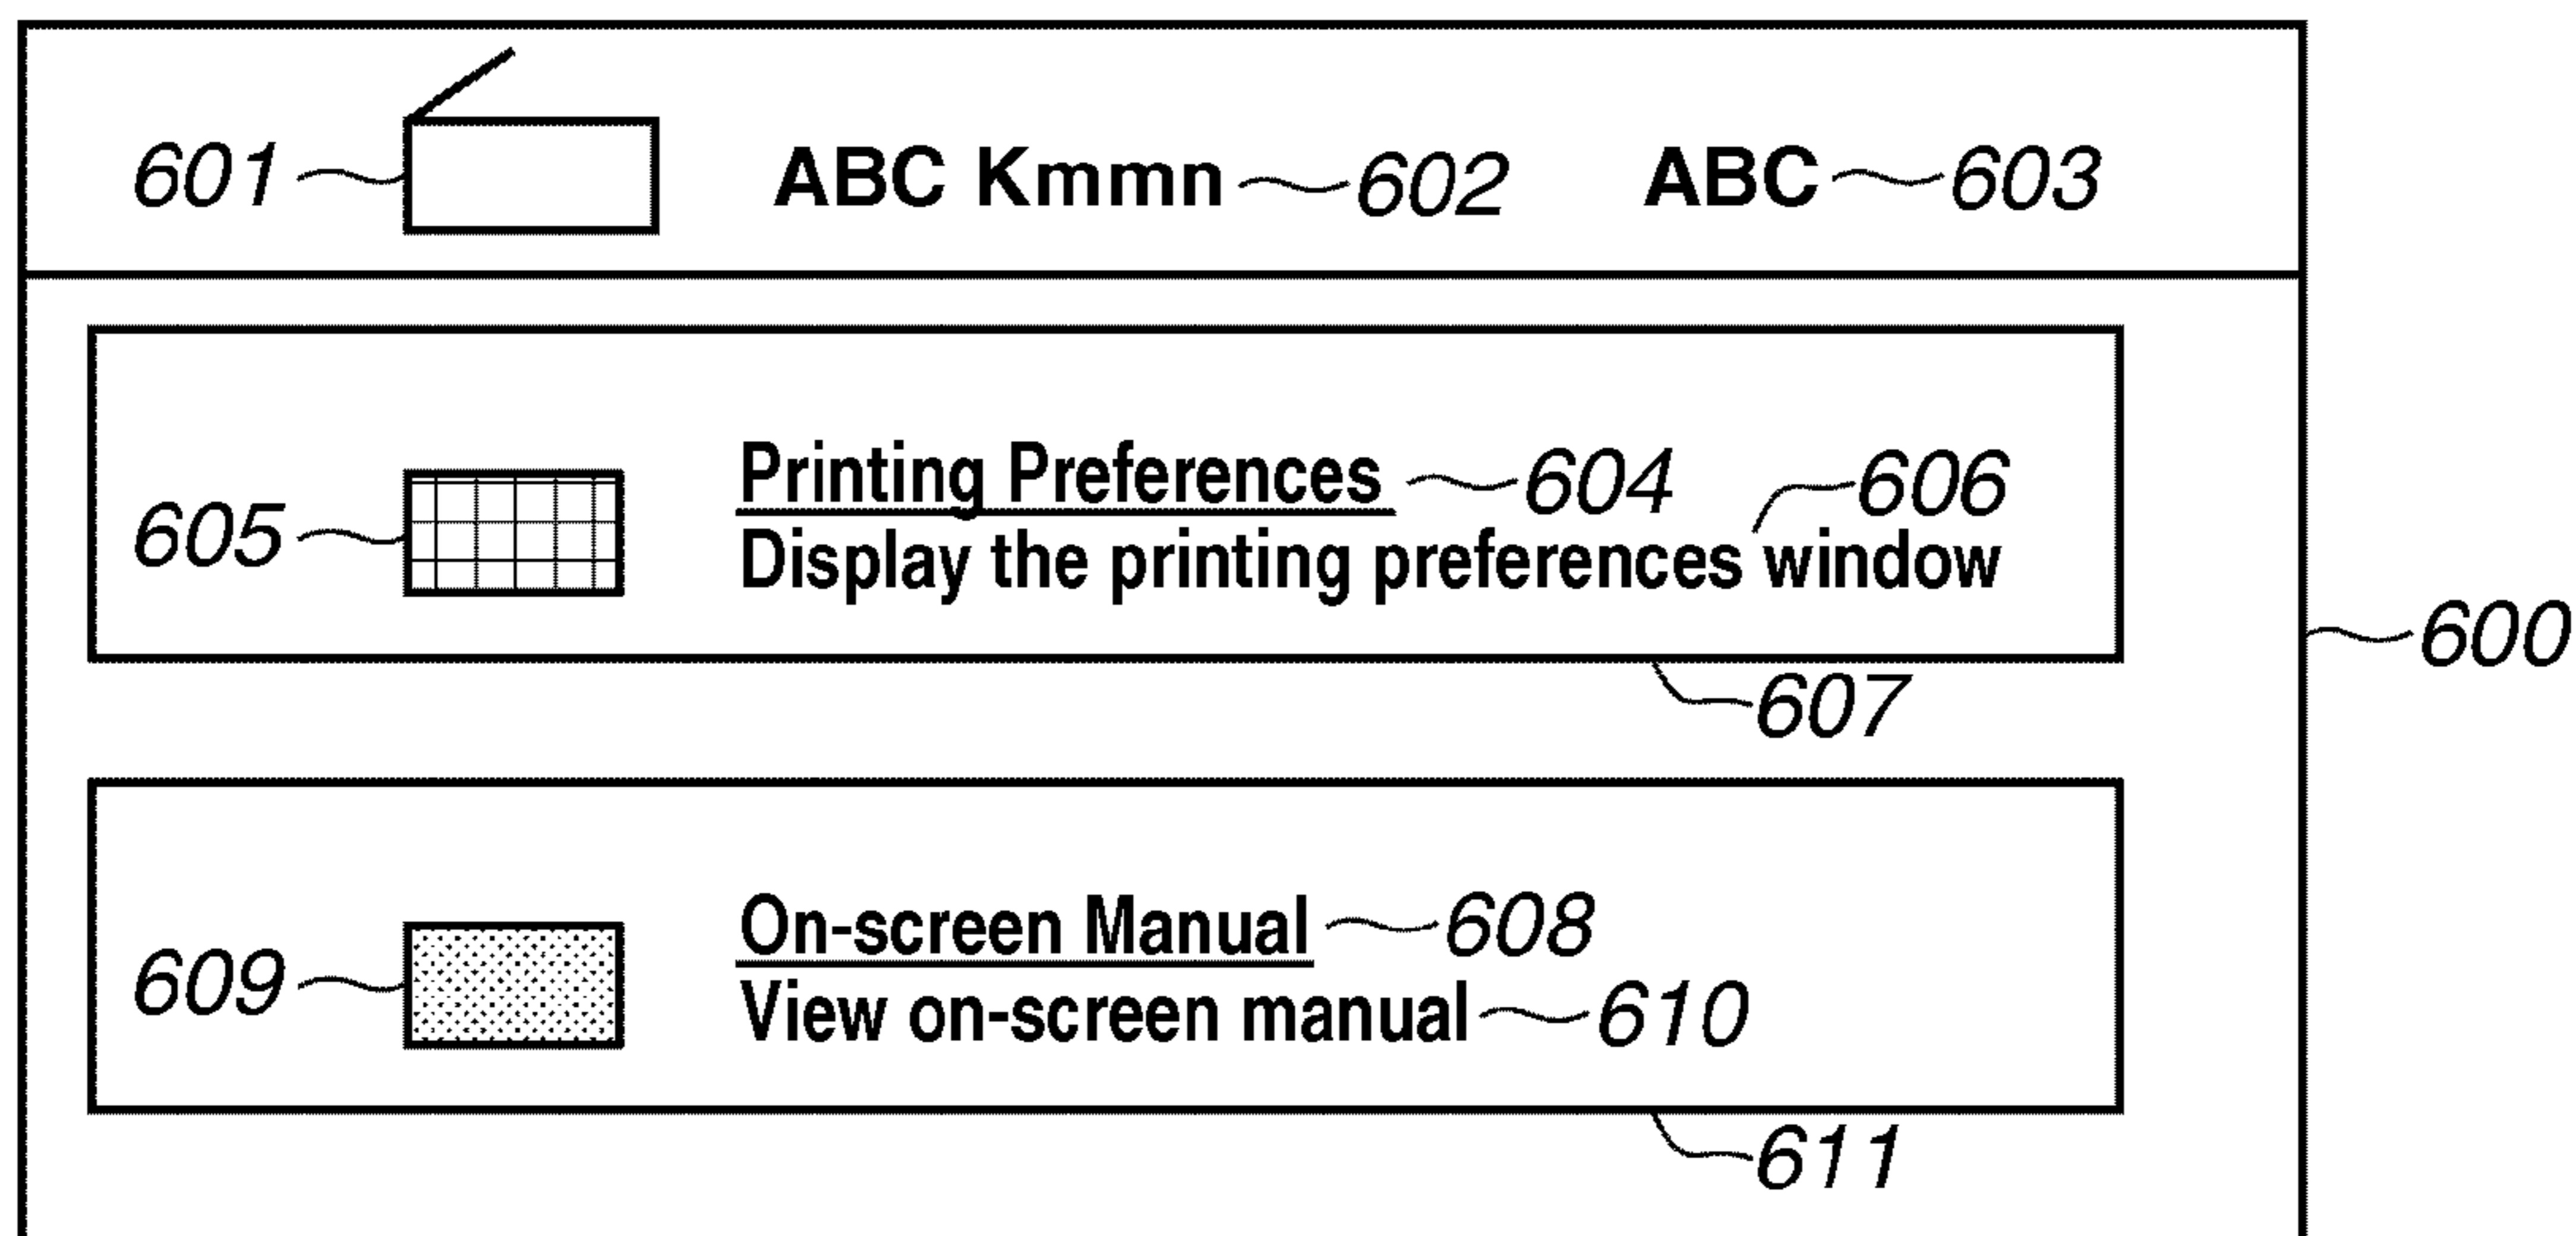 601 ABC Kmmn 602 ABC 603
Printing Preferences 604 606
605 Display the printing preferences window
600
607
On-screen Manual 608
609 View on-screen manual 610
611